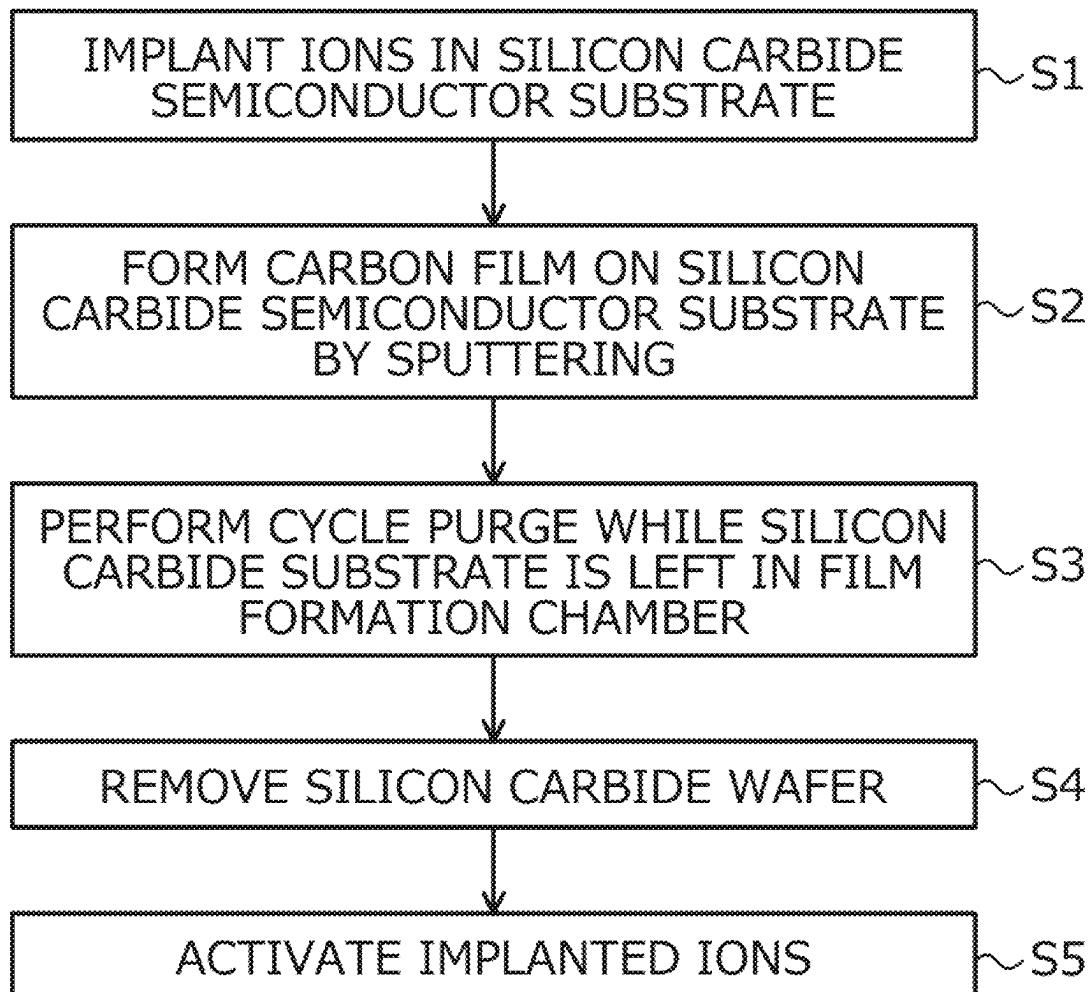 IMPLANT IONS IN SILICON CARBIDE
SEMICONDUCTOR SUBSTRATE
S1
FORM CARBON FILM ON SILICON
CARBIDE SEMICONDUCTOR SUBSTRATE
BY SPUTTERING
S2
PERFORM CYCLE PURGE WHILE SILICON
CARBIDE SUBSTRATE IS LEFT IN FILM
FORMATION CHAMBER
S3
REMOVE SILICON CARBIDE WAFER
S4
ACTIVATE IMPLANTED IONS
S5